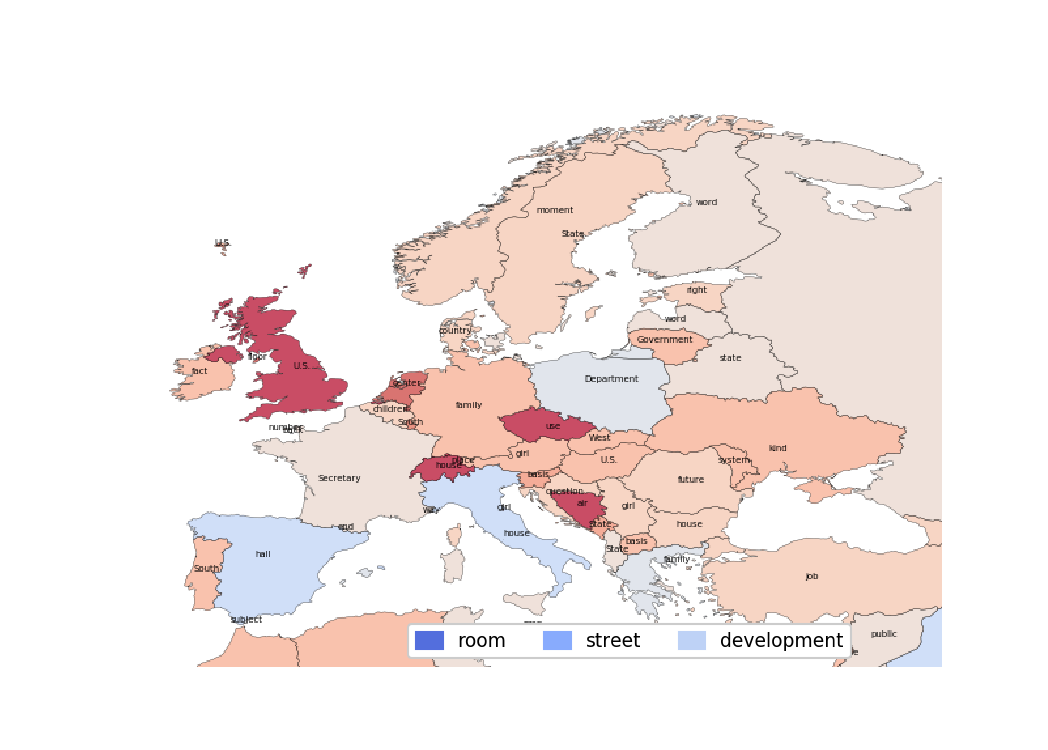 word
moment
State
U.S.
right
word
country
Government
floor
state
U.S.
fact
Department
center
family
children
South
number
use
West
girl
U.S.
place
house
system
kind
basis
Secretary
future
question
air
girl
girl
way
State
house
and
house
basis
State
hall
family
South
job
subject
public
room street development